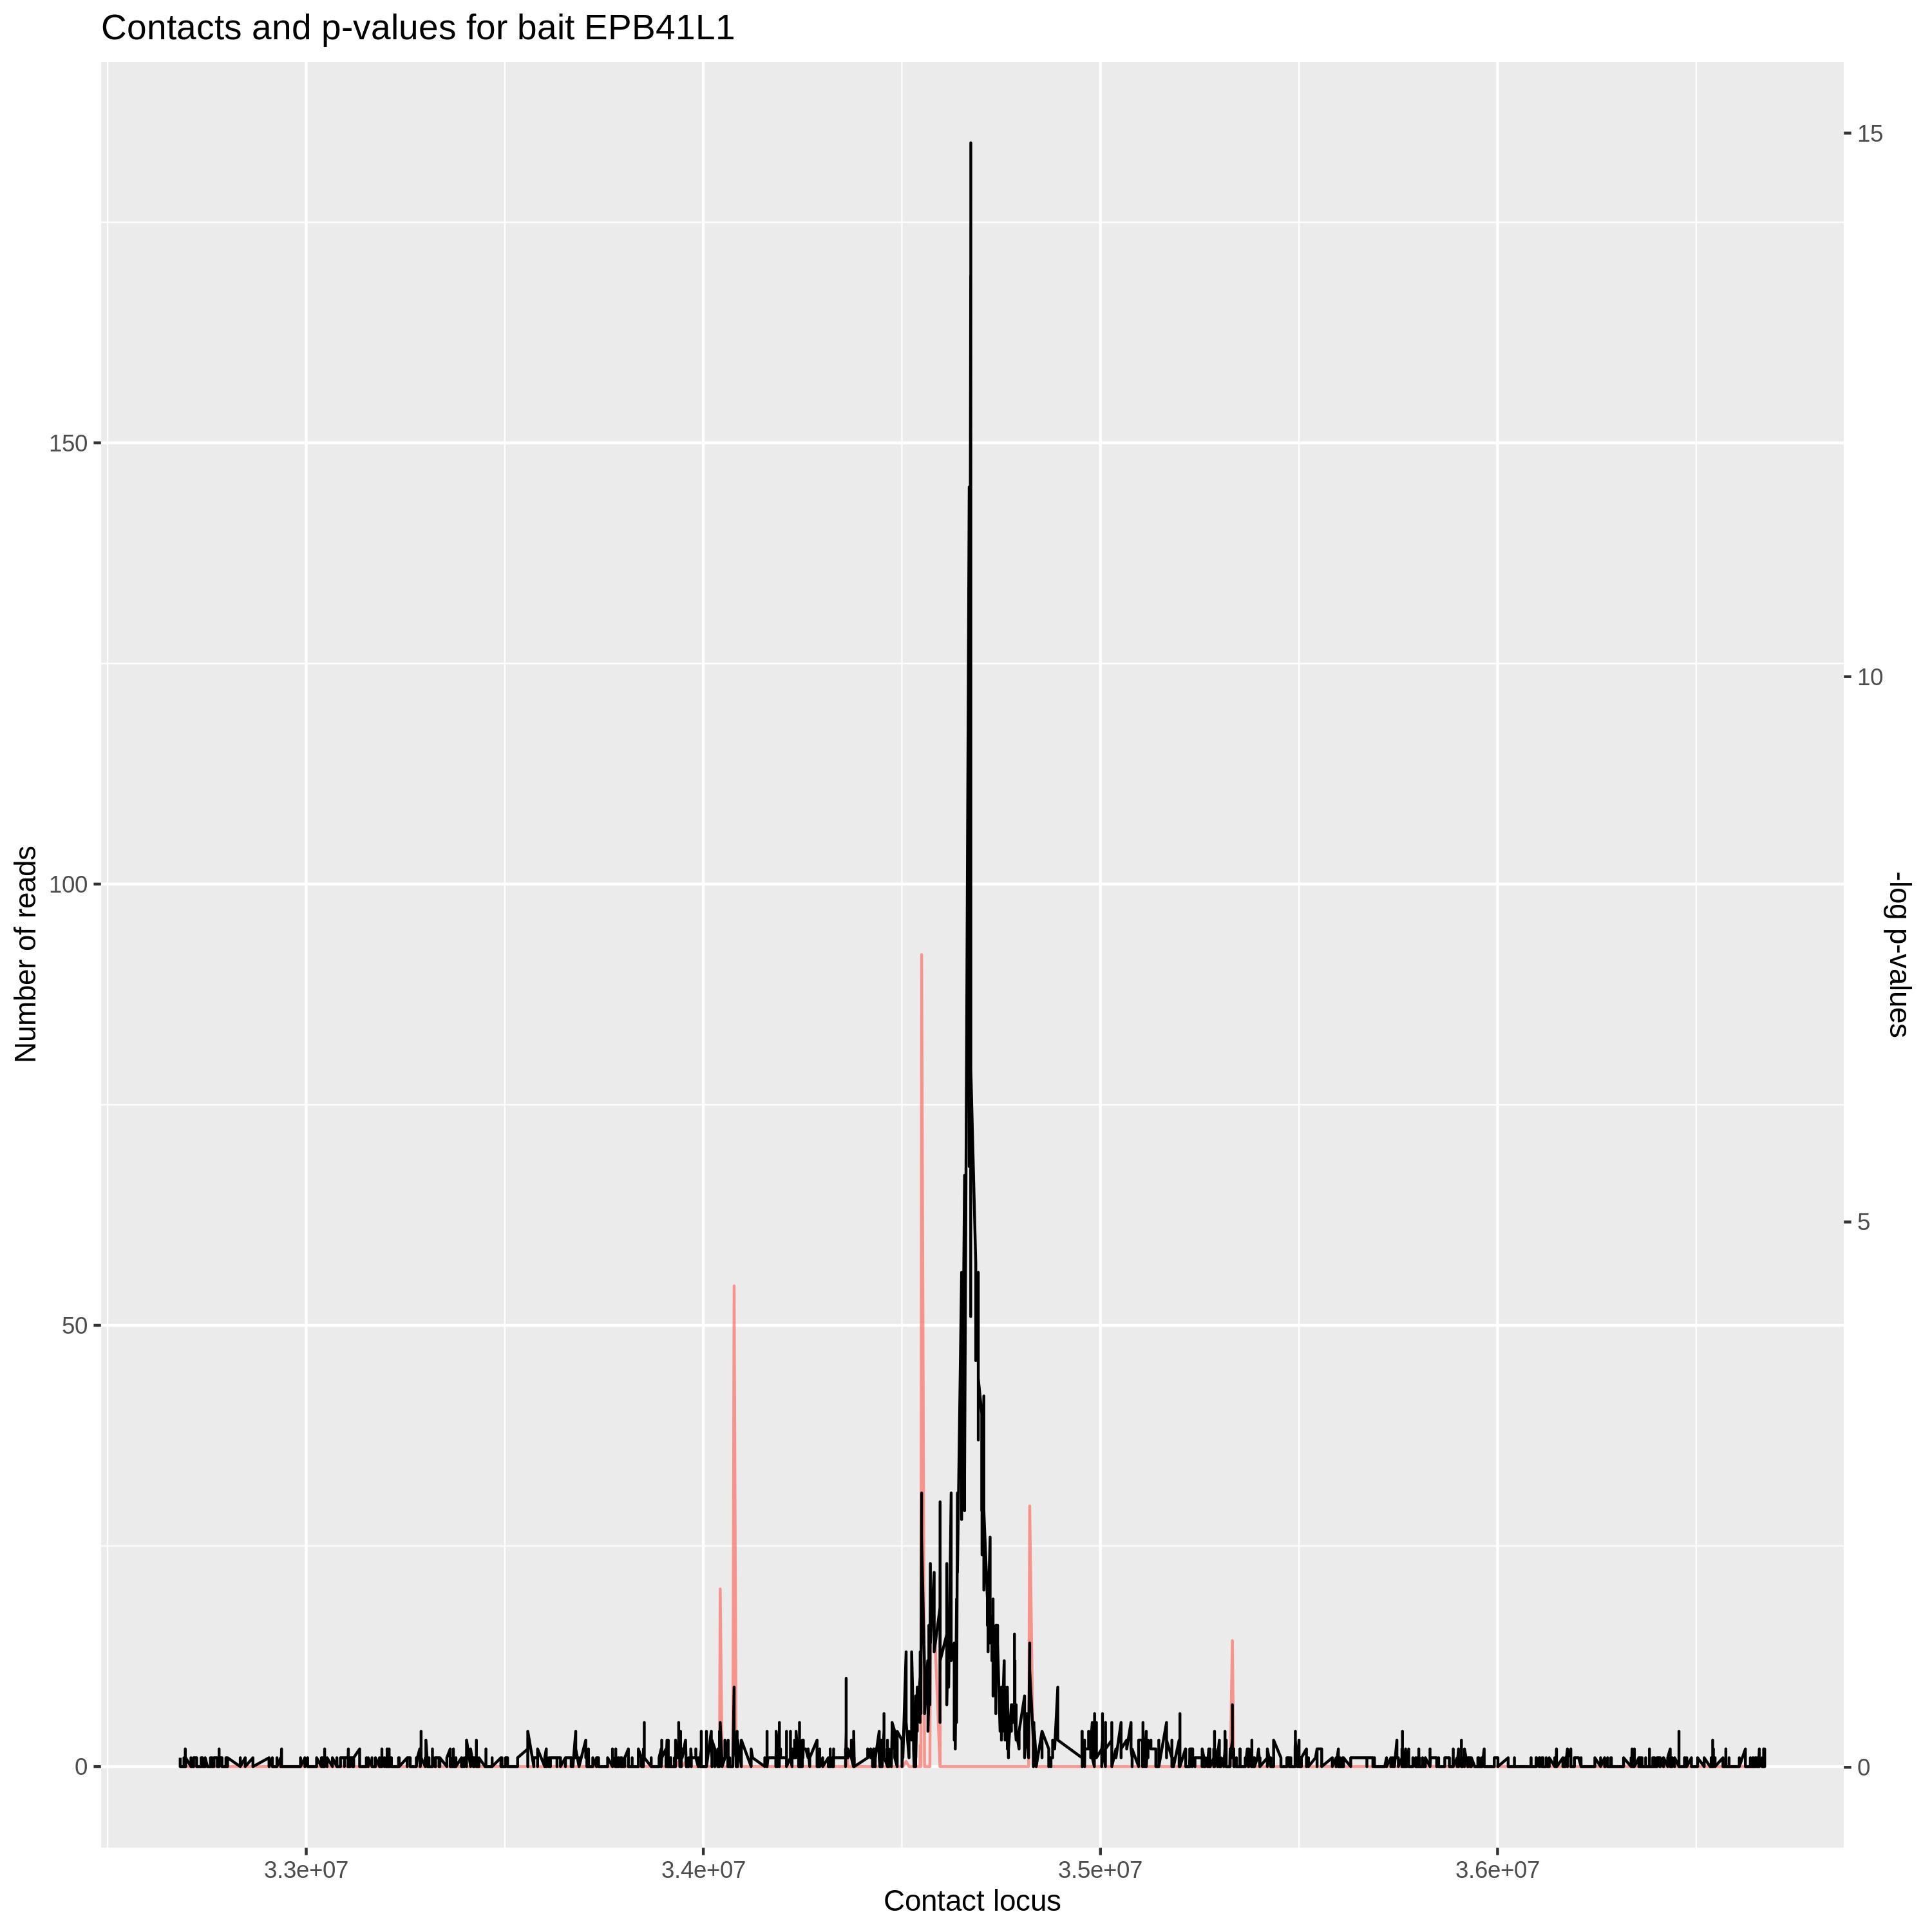 Contacts and p-values for bait EPB41L1
15
150
10
100
Number of reads
-log p-values
5
50
0
0
3.3e+07
3.4e+07
3.5e+07
3.6e+07
Contact locus